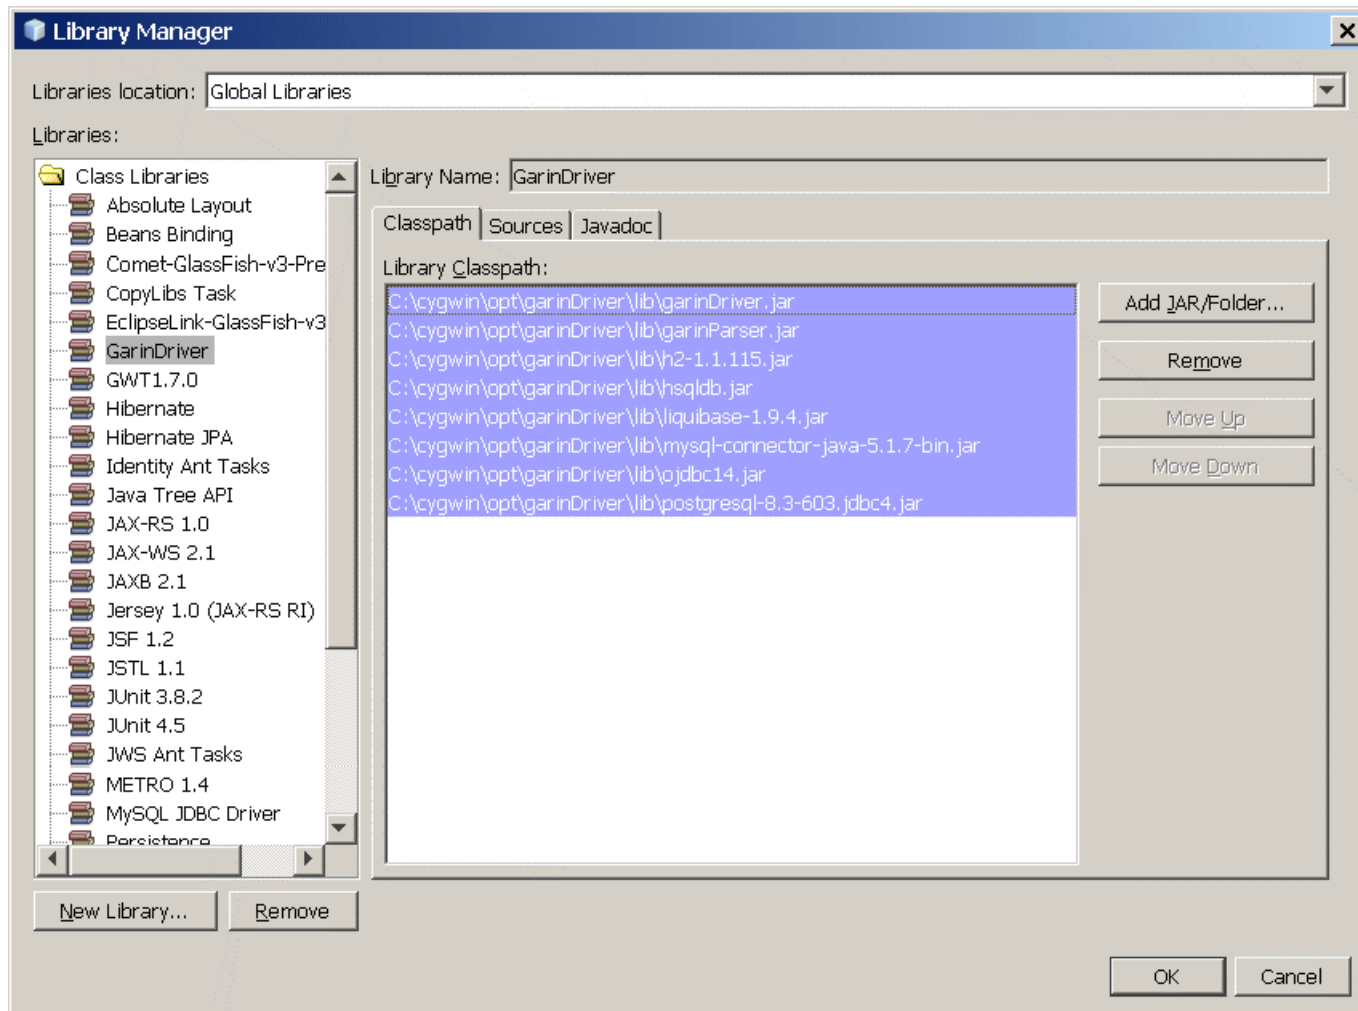 Library Manager
Libraries location: Global Libraries
Libraries:
Class Libraries
Absolute Layout
Beans Binding
Comet-GlassFish-v3-Pre
CopyLibs Task
EclipseLink-GlassFish-v3
GarinDriver
GWT1.7.0
Hibernate
Hibernate JPA
Identity Ant Tasks
Java Tree API
JAX-RS 1.0
JAX-WS 2.1
JAXB 2.1
Jersey 1.0 (JAX-RS RI)
JSF 1.2
JSTL 1.1
JUnit 3.8.2
JUnit 4.5
JWS Ant Tasks
METRO 1.4
MySQL JDBC Driver
Persistence
New Library... Remove
Library Name: GarinDriver
Classpath Sources Javadoc
Library Classpath:
C:\cygwin\opt\garinDriver\lib\garinDriver.jar
C:\cygwin\opt\garinDriver\lib\garinParser.jar
C:\cygwin\opt\garinDriver\lib\h2-1.1.115.jar
C:\cygwin\opt\garinDriver\lib\hsqldb.jar
C:\cygwin\opt\garinDriver\lib\liquibase-1.9.4.jar
C:\cygwin\opt\garinDriver\lib\mysql-connector-java-5.1.7-bin.jar
C:\cygwin\opt\garinDriver\lib\ojdbc14.jar
C:\cygwin\opt\garinDriver\lib\postgresql-8.3-603.jdbc4.jar
Add JAR/Folder...
Remove
Move Up
Move Down
OK Cancel